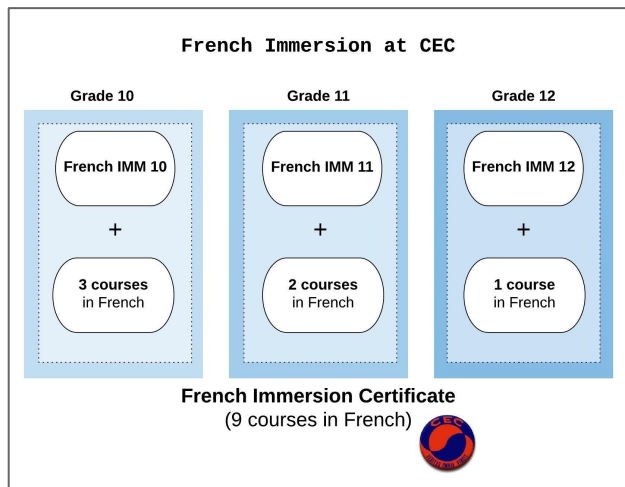 French Immersion at CEC
Grade 10
French IMM 10
+
3 courses
in French
Grade 11
French IMM 11
+
2 courses
in French
Grade 12
French IMM 12
+
1 course
in French
French Immersion Certificate
(9 courses in French)
CEC